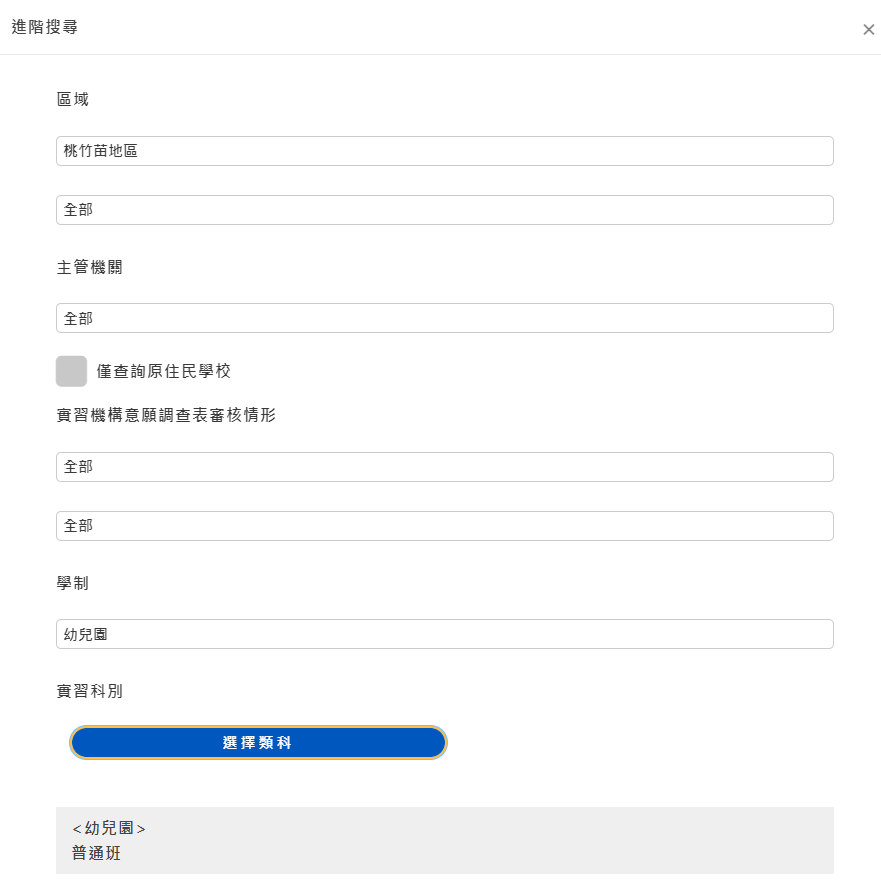 進階搜尋
×
區域
桃竹苗地區
全部
主管機關
全部
僅查詢原住民學校
實習機構意願調查表審核情形
全部
全部
學制
幼兒園
實習科別
選擇類科
<幼兒園>
普通班